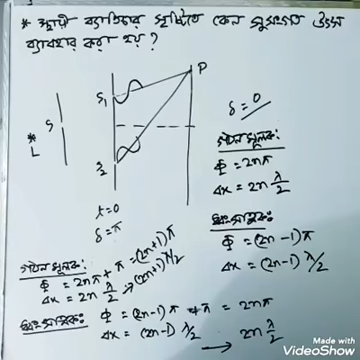 * স্থায়ী ব্যতিচার সৃষ্টিতে কেন সুসংগত উৎস
ব্যবহার করা হয় ?
P
S₁
S
* L
S₂
δ = 0
গঠনমূলক:
Φ = 2nπ
Δx = 2n λ/2
t = 0
δ = π
ধ্বংসাত্মক:
Φ = (2n-1)π
Δx = (2n-1) λ/2
গঠনমূলক:
Φ = 2nπ + π = (2n+1)π
Δx = 2n λ/2 → (2n+1) λ/2
ধ্বংসাত্মক: Φ = (2n-1)π + π = 2nπ
Δx = (2n-1) λ/2 → 2n λ/2
Made with
VideoShow